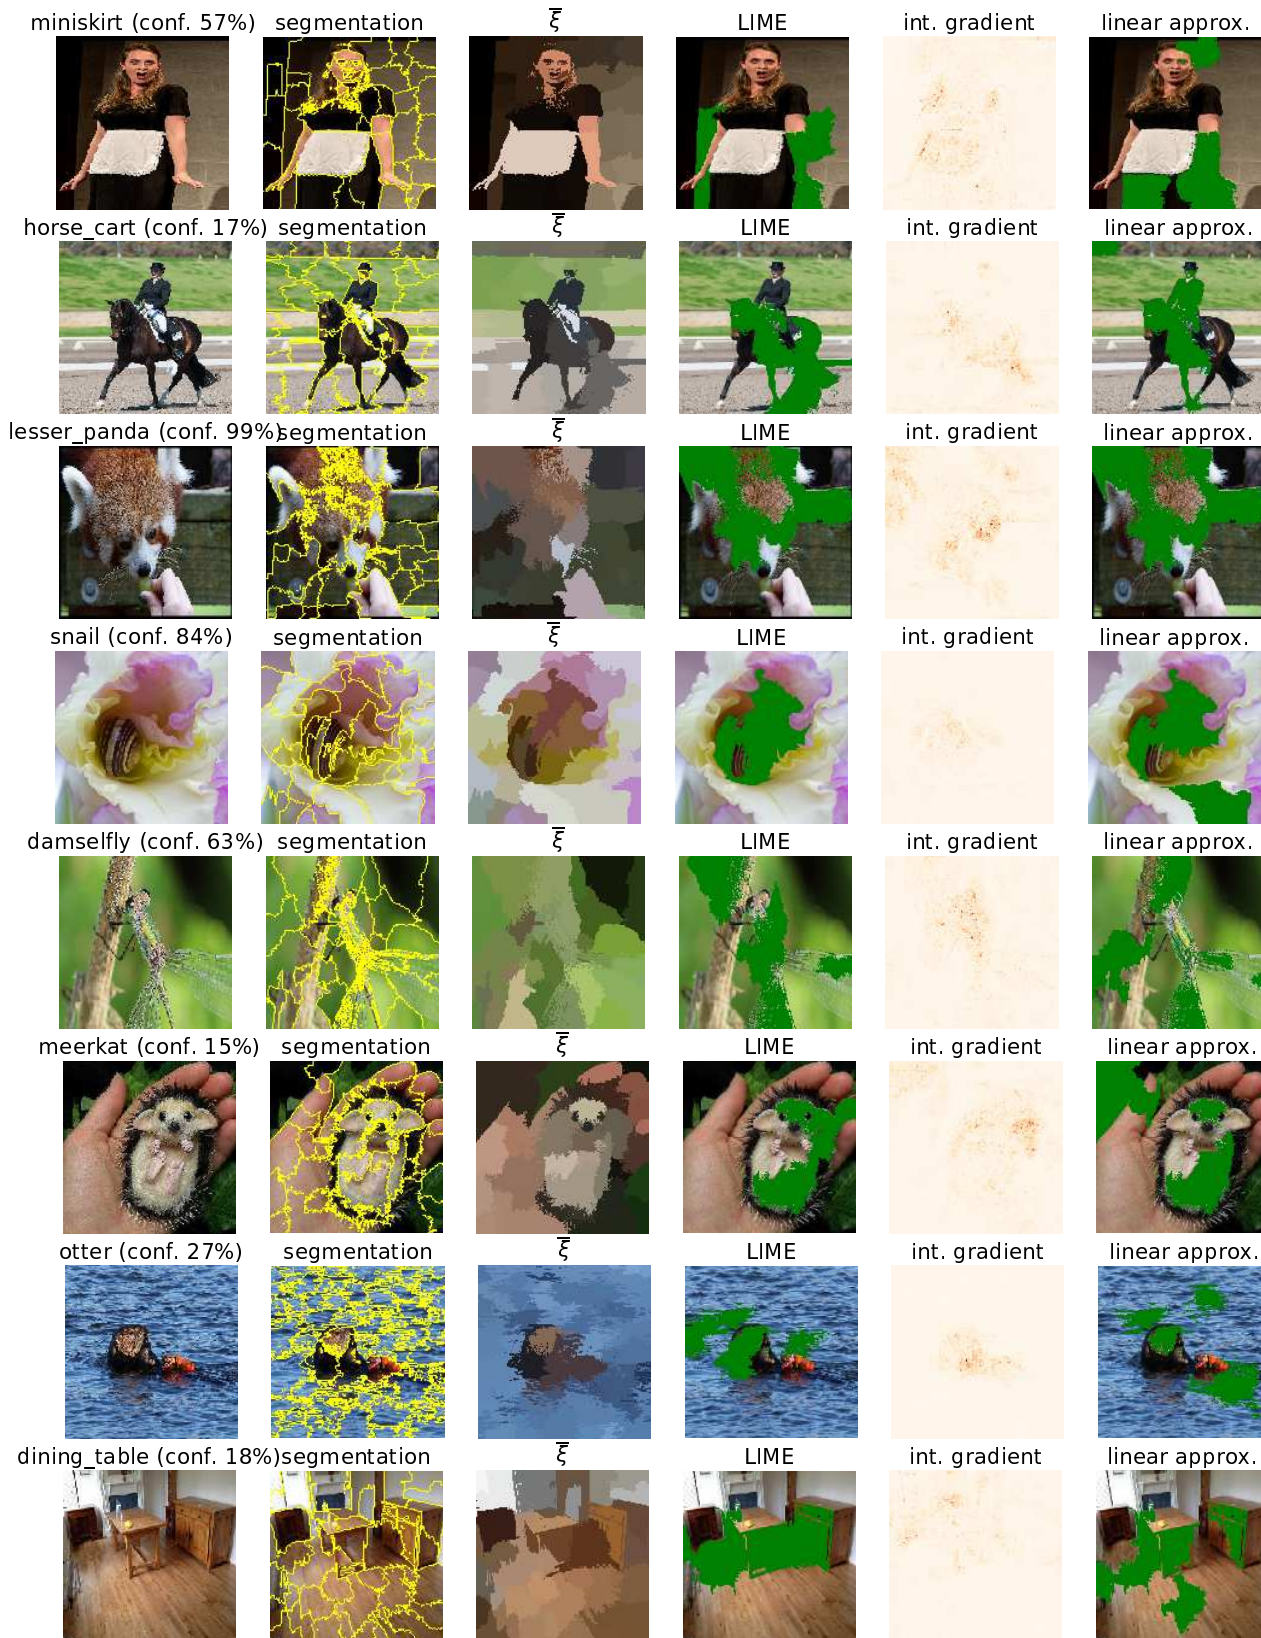 miniskirt (conf. 57%) segmentation ξ̅ LIME int. gradient linear approx.
horse_cart (conf. 17%) segmentation ξ̅ LIME int. gradient linear approx.
lesser_panda (conf. 99%) segmentation ξ̅ LIME int. gradient linear approx.
snail (conf. 84%) segmentation ξ̅ LIME int. gradient linear approx.
damselfly (conf. 63%) segmentation ξ̅ LIME int. gradient linear approx.
meerkat (conf. 15%) segmentation ξ̅ LIME int. gradient linear approx.
otter (conf. 27%) segmentation ξ̅ LIME int. gradient linear approx.
dining_table (conf. 18%) segmentation ξ̅ LIME int. gradient linear approx.